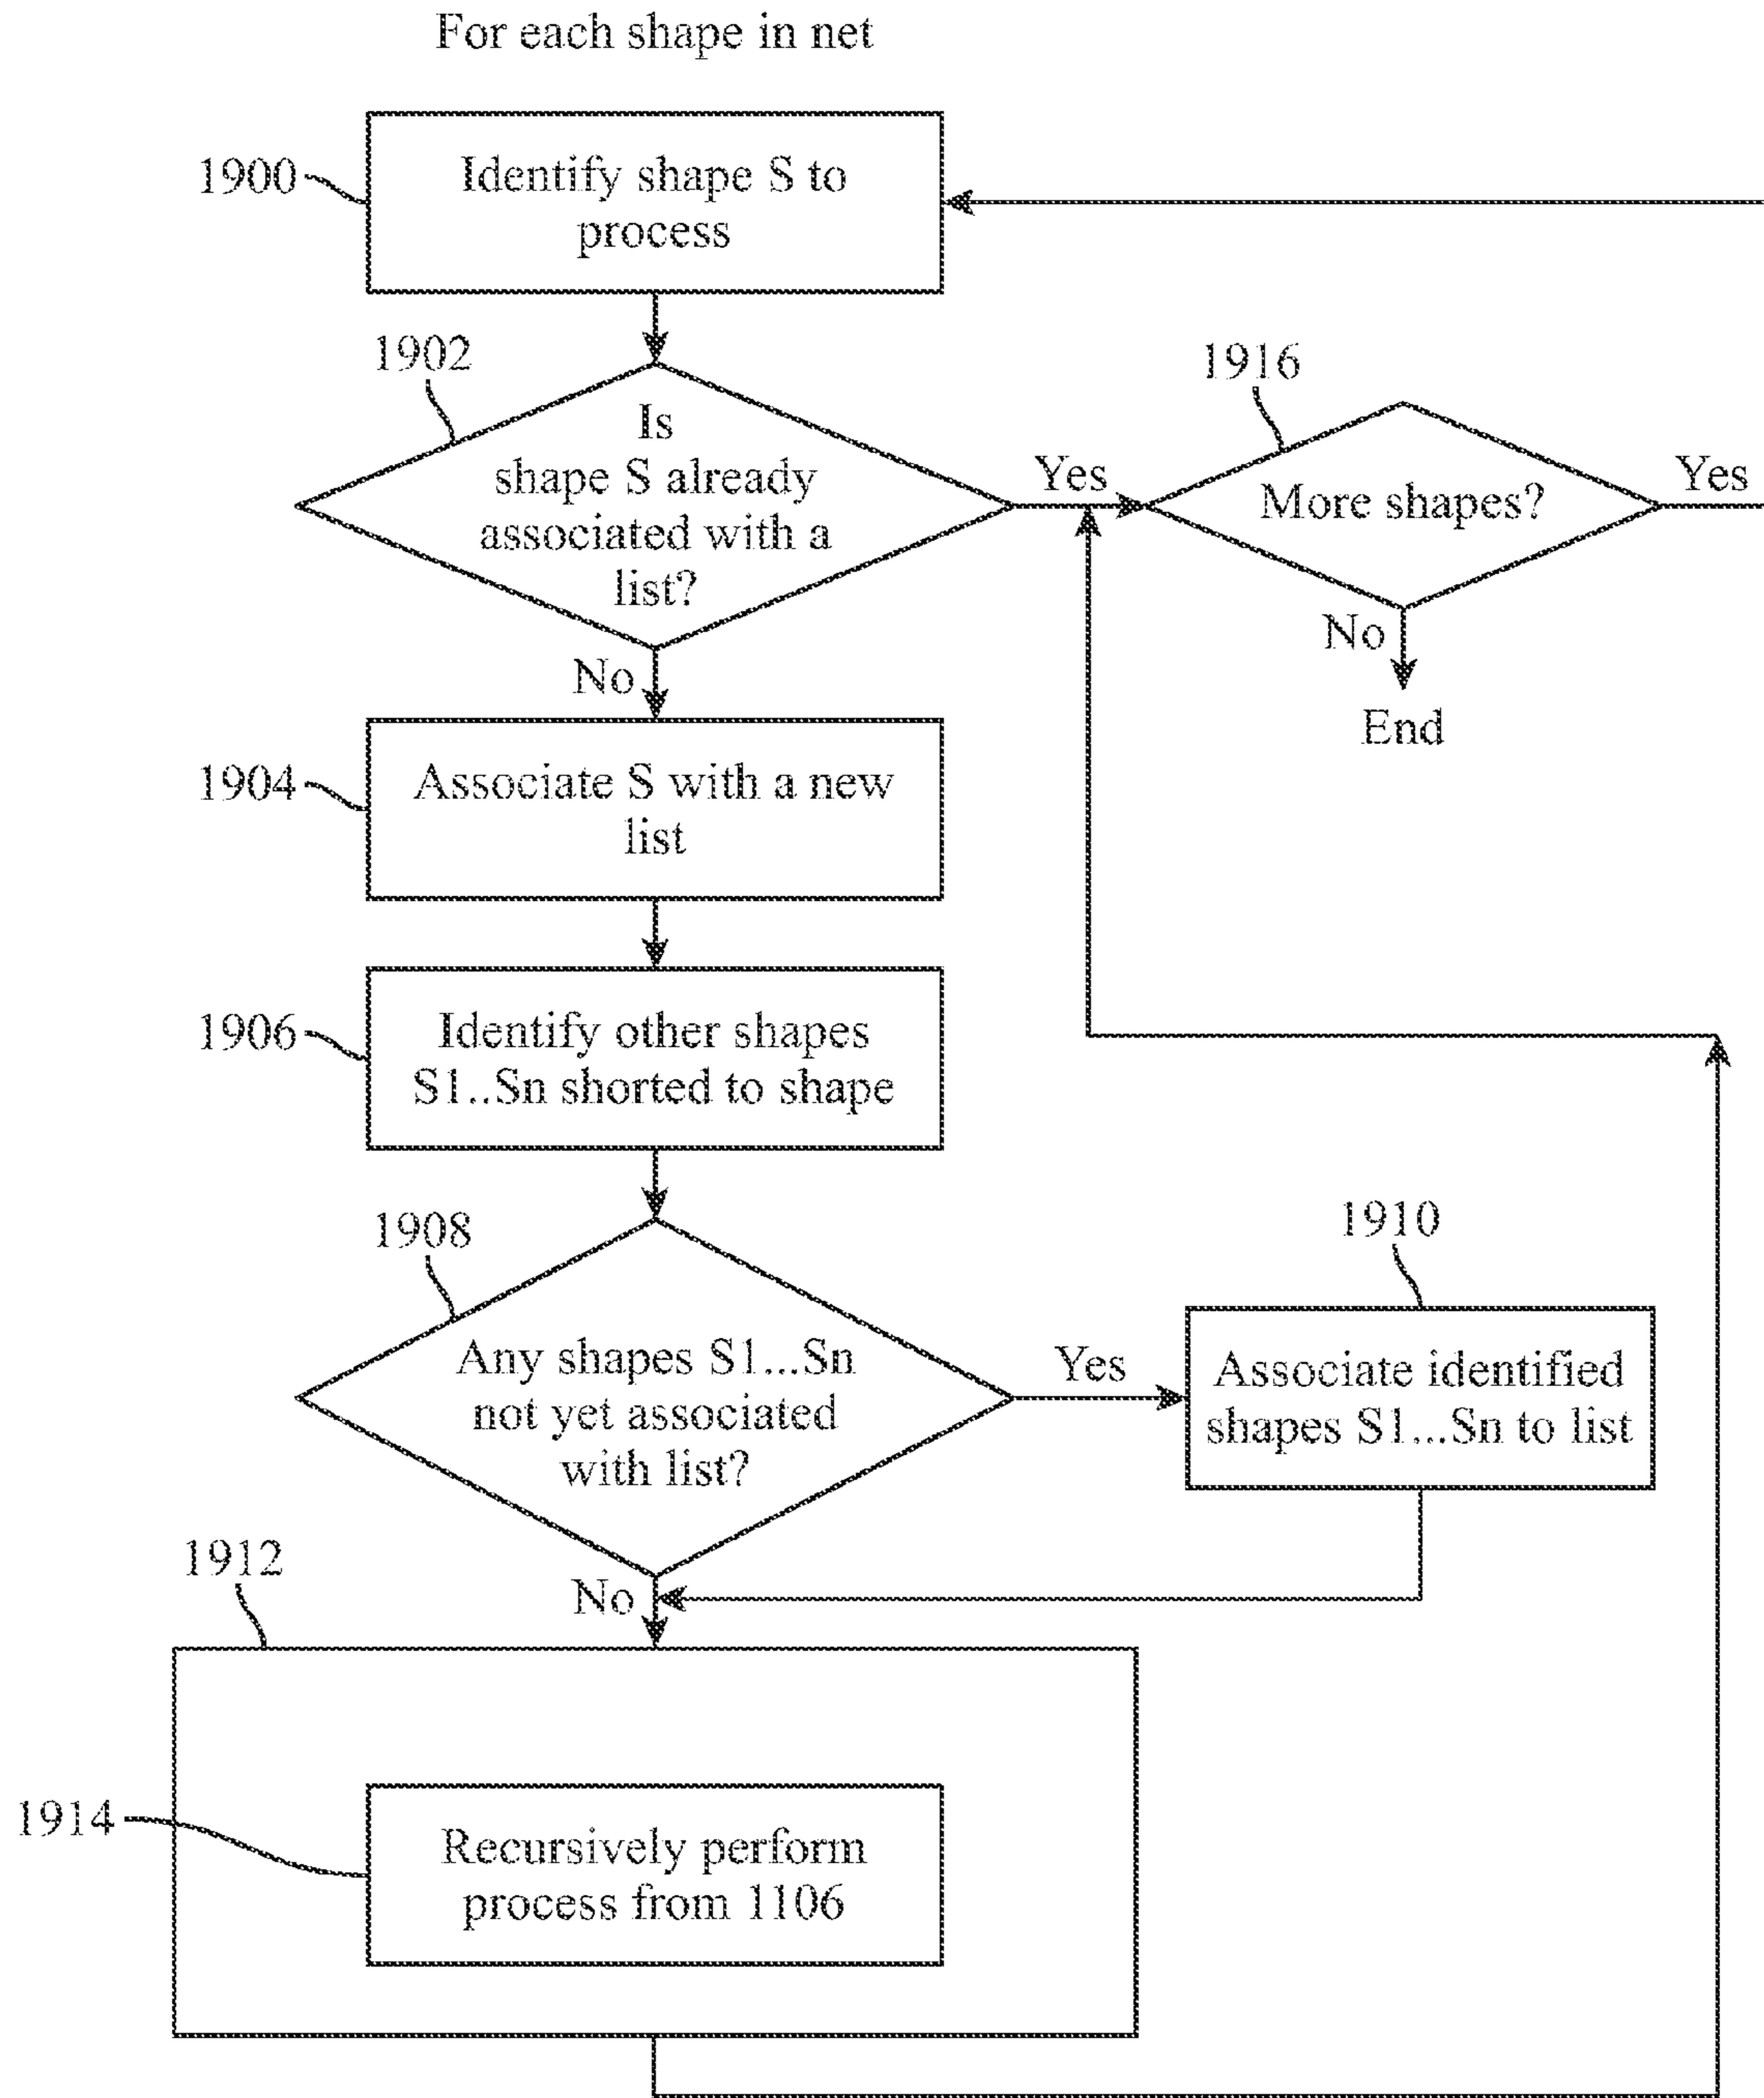 For each shape in net
1900
Identify shape S to
process
1902
Is
shape S already
associated with a
list?
Yes
1916
More shapes?
Yes
No
End
No
1904
Associate S with a new
list
1906
Identify other shapes
S1..Sn shorted to shape
1908
Any shapes S1...Sn
not yet associated
with list?
Yes
1910
Associate identified
shapes S1...Sn to list
No
1912
1914
Recursively perform
process from 1106